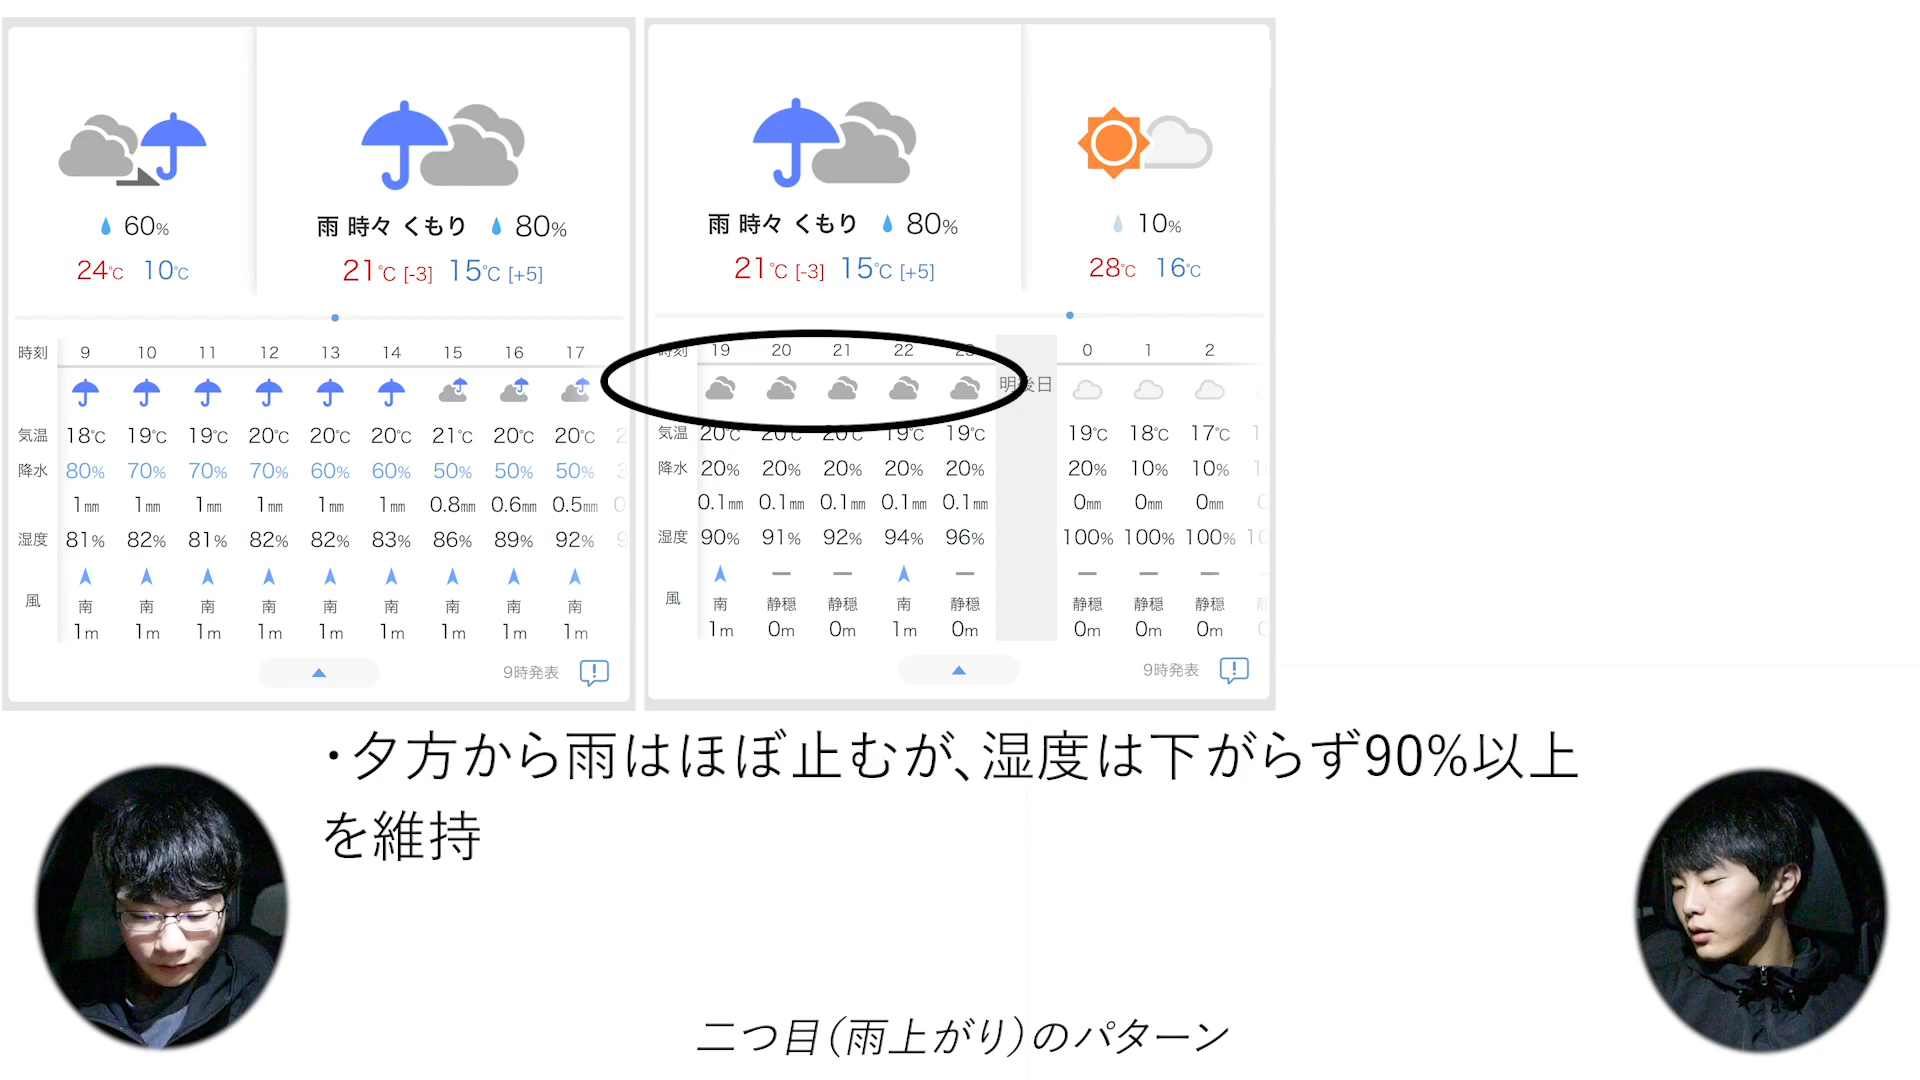 60%
24℃ 10℃
雨 時々 くもり 80%
21℃ [-3] 15℃ [+5]
時刻 9 10 11 12 13 14 15 16 17
気温 18℃ 19℃ 19℃ 20℃ 20℃ 20℃ 21℃ 20℃ 20℃
降水 80% 70% 70% 70% 60% 60% 50% 50% 50%
1mm 1mm 1mm 1mm 1mm 1mm 0.8mm 0.6mm 0.5mm
湿度 81% 82% 81% 82% 82% 83% 86% 89% 92%
風 南 南 南 南 南 南 南 南 南
1m 1m 1m 1m 1m 1m 1m 1m 1m
9時発表
雨 時々 くもり 80%
21℃ [-3] 15℃ [+5]
10%
28℃ 16℃
時刻 19 20 21 22 23 0 1 2
明後日
気温 20℃ 20℃ 20℃ 19℃ 19℃ 19℃ 18℃ 17℃
降水 20% 20% 20% 20% 20% 20% 10% 10%
0.1mm 0.1mm 0.1mm 0.1mm 0.1mm 0mm 0mm 0mm
湿度 90% 91% 92% 94% 96% 100% 100% 100%
風 南 静穏 静穏 南 静穏 静穏 静穏 静穏
1m 0m 0m 1m 0m 0m 0m 0m
9時発表
・夕方から雨はほぼ止むが、湿度は下がらず90%以上
を維持
二つ目(雨上がり)のパターン